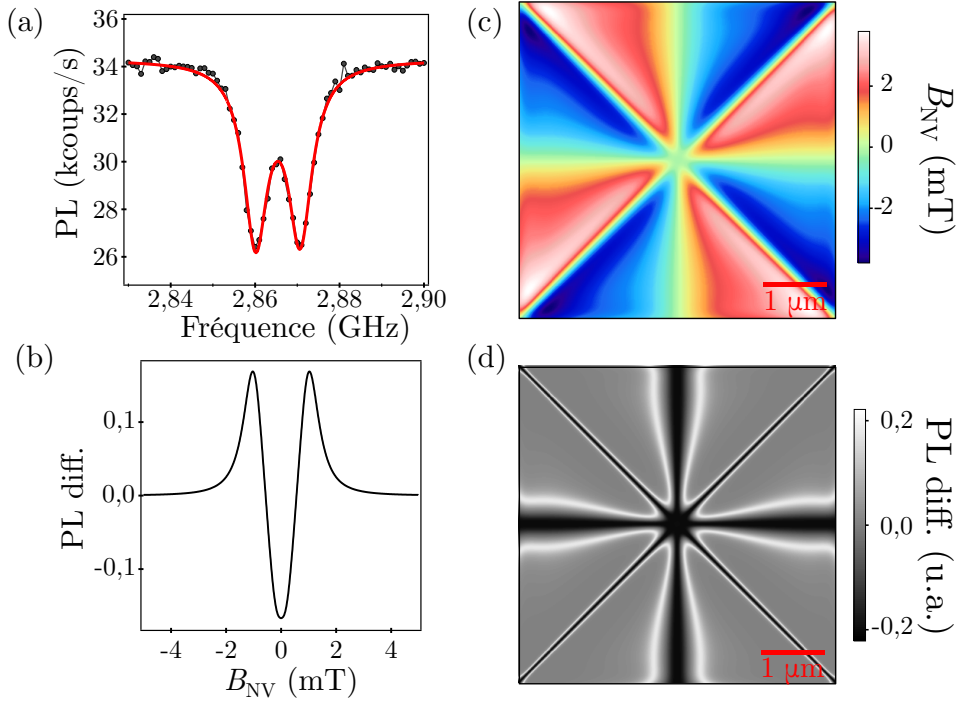 (a)
36
34
32
30
28
26
PL (kcoups/s)
2,84
2,86
2,88
2,90
Fréquence (GHz)
(b)
0,1
0,0
-0,1
PL diff.
-4
-2
0
2
4
B_NV (mT)
(c)
1 μm
2
0
-2
B_NV (mT)
(d)
1 μm
0,2
0,0
-0,2
PL diff. (u.a.)